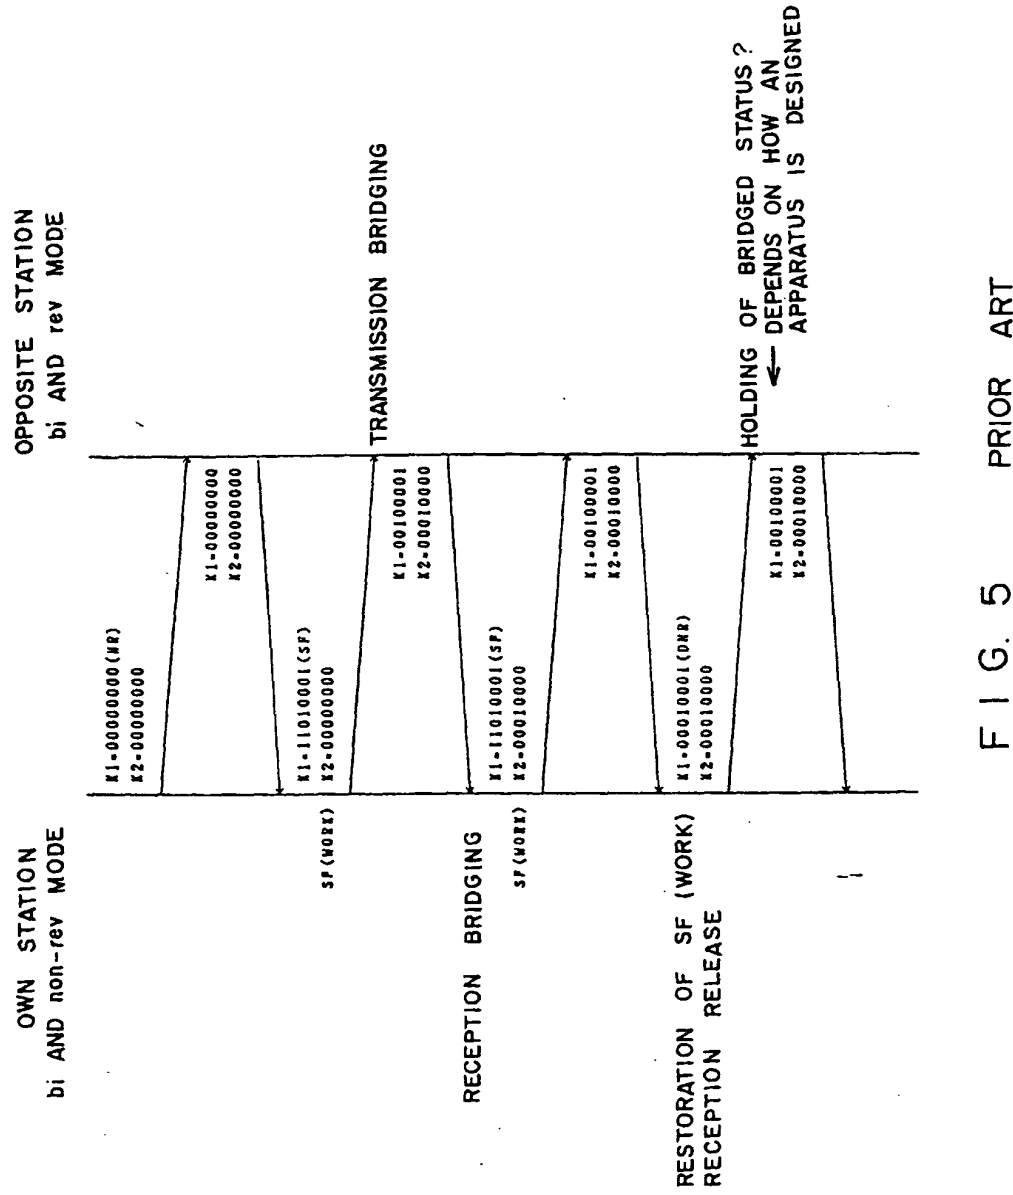 OWN STATION
bi AND non-rev MODE
OPPOSITE STATION
bi AND rev MODE
K1=00000000(NR)
K2=00000000
K1=00000000
K2=00000000
SF(WORK)
K1=11010001(SF)
K2=00000000
TRANSMISSION BRIDGING
K1=00100001
K2=00010000
RECEPTION BRIDGING
SF(WORK)
K1=11010001(SF)
K2=00010000
K1=00100001
K2=00010000
RESTORATION OF SF (WORK)
RECEPTION RELEASE
K1=00010001(DNR)
K2=00010000
HOLDING OF BRIDGED STATUS?
← DEPENDS ON HOW AN
APPARATUS IS DESIGNED
K1=00100001
K2=00010000
FIG. 5 PRIOR ART